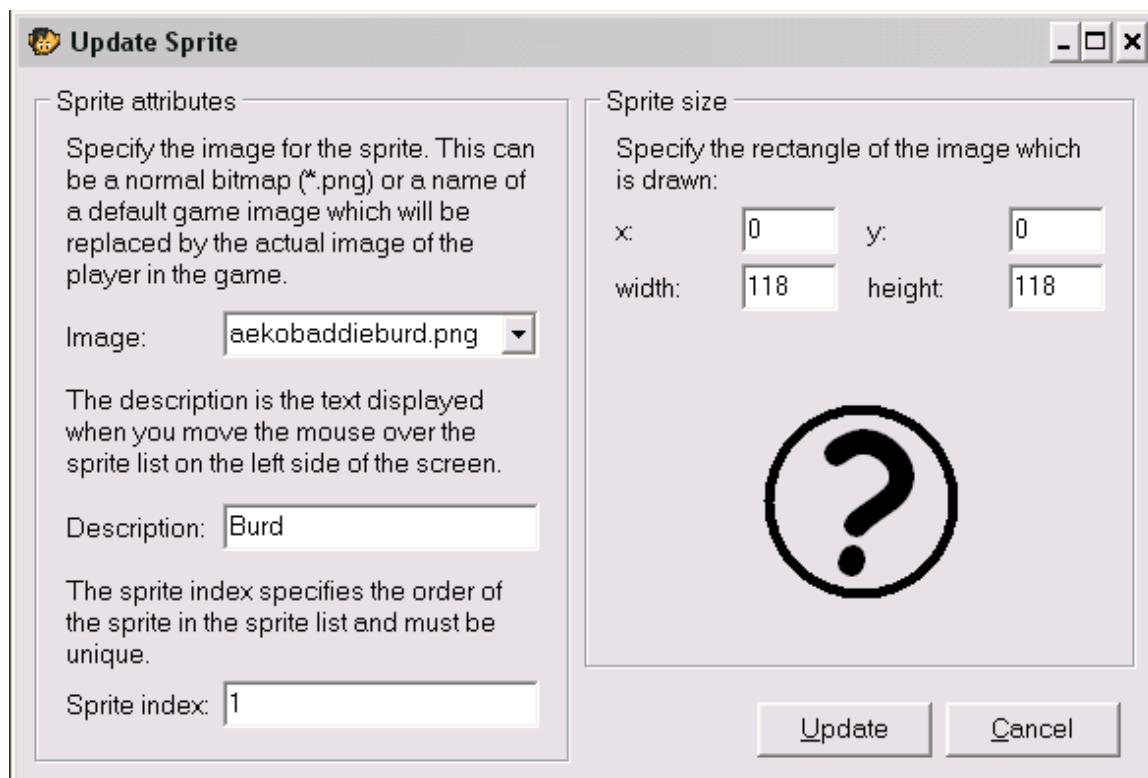 Update Sprite
Sprite attributes
Specify the image for the sprite. This can
be a normal bitmap (*.png) or a name of
a default game image which will be
replaced by the actual image of the
player in the game.
Image: aekobaddieburd.png
The description is the text displayed
when you move the mouse over the
sprite list on the left side of the screen.
Description: Burd
The sprite index specifies the order of
the sprite in the sprite list and must be
unique.
Sprite index: 1
Sprite size
Specify the rectangle of the image which
is drawn:
x: 0 y: 0
width: 118 height: 118
?
Update Cancel